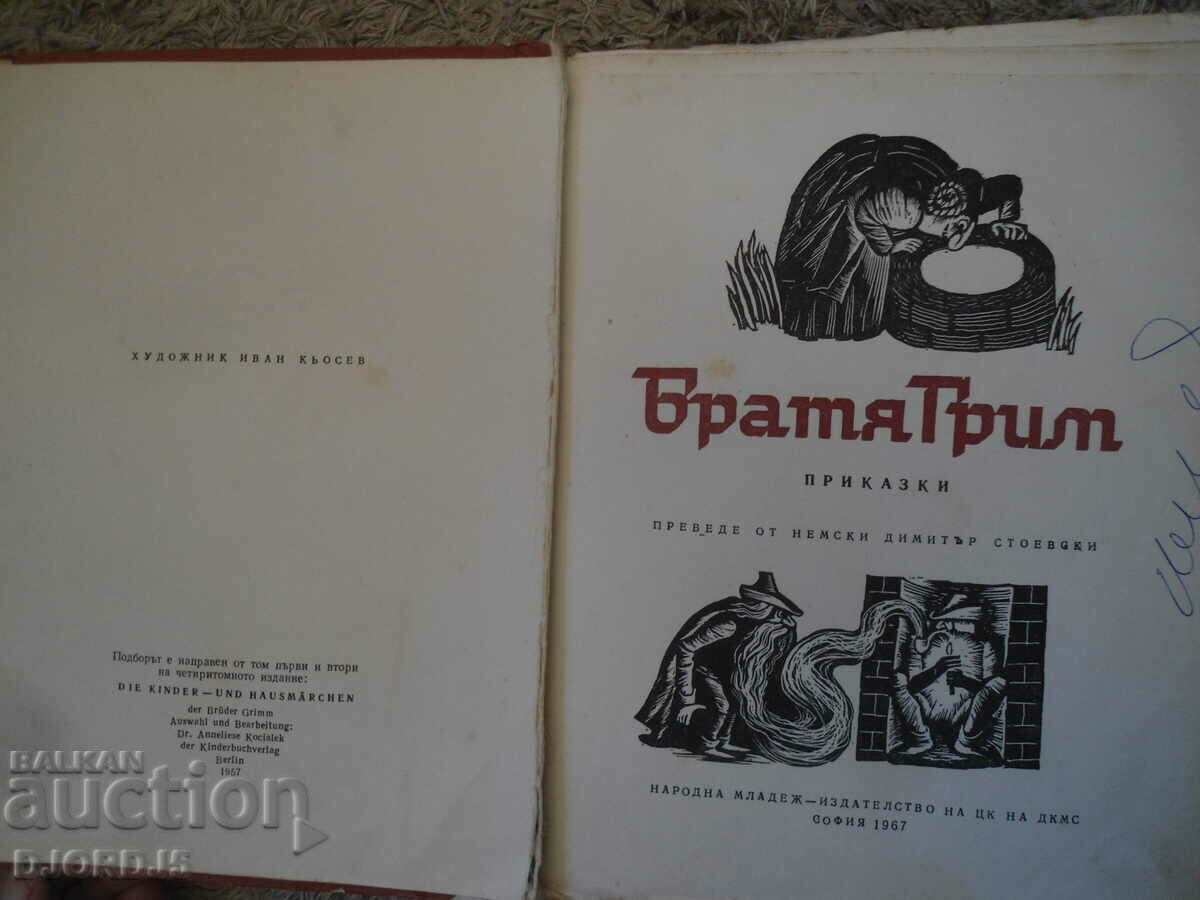 ХУДОЖНИК ИВАН КЬОСЕВ
Подборът е направен от том първи и втори
на четиритомното издание:
DIE KINDER — UND HAUSMÄRCHEN
der Brüder Grimm
Auswahl und Bearbeitung:
Dr. Anneliese Kocialek
der Kinderbuchverlag
Berlin
1957
Братя Грим
ПРИКАЗКИ
ПРЕВЕДЕ ОТ НЕМСКИ ДИМИТЪР СТОЕВСКИ
НАРОДНА МЛАДЕЖ — ИЗДАТЕЛСТВО НА ЦК НА ДКМС
СОФИЯ 1967
BALKAN
auction
DJORDJ5